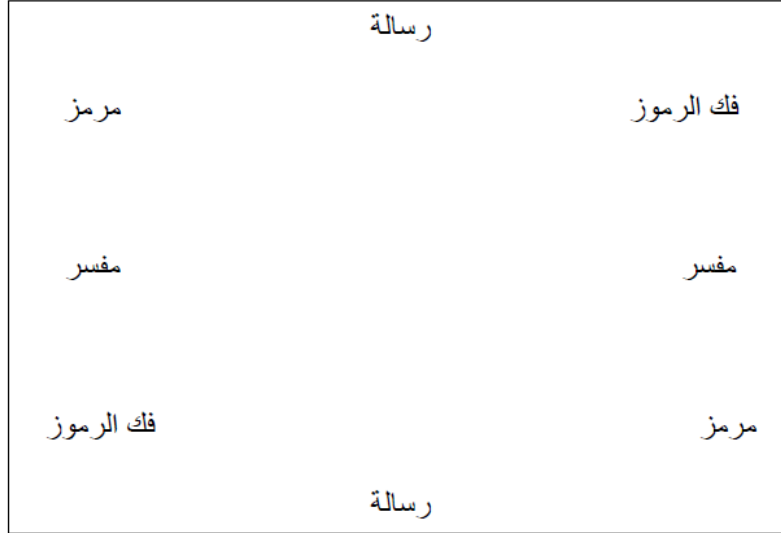 رسالة
فك الرموز
مرمز
مفسر
مفسر
مرمز
فك الرموز
رسالة